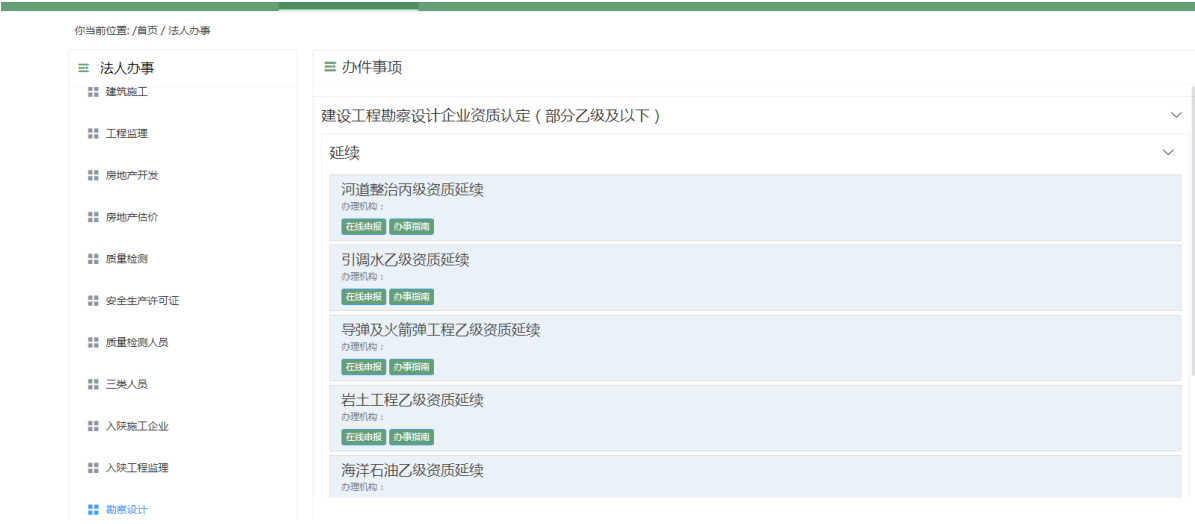 你当前位置: /首页 / 法人办事
法人办事
建筑施工
工程监理
房地产开发
房地产估价
质量检测
安全生产许可证
质量检测人员
三类人员
入陕施工企业
入陕工程监理
勘察设计
办件事项
建设工程勘察设计企业资质认定（部分乙级及以下）
延续
河道整治丙级资质延续
办理机构：
在线申报 办事指南
引调水乙级资质延续
办理机构：
在线申报 办事指南
导弹及火箭弹工程乙级资质延续
办理机构：
在线申报 办事指南
岩土工程乙级资质延续
办理机构：
在线申报 办事指南
海洋石油乙级资质延续
办理机构：